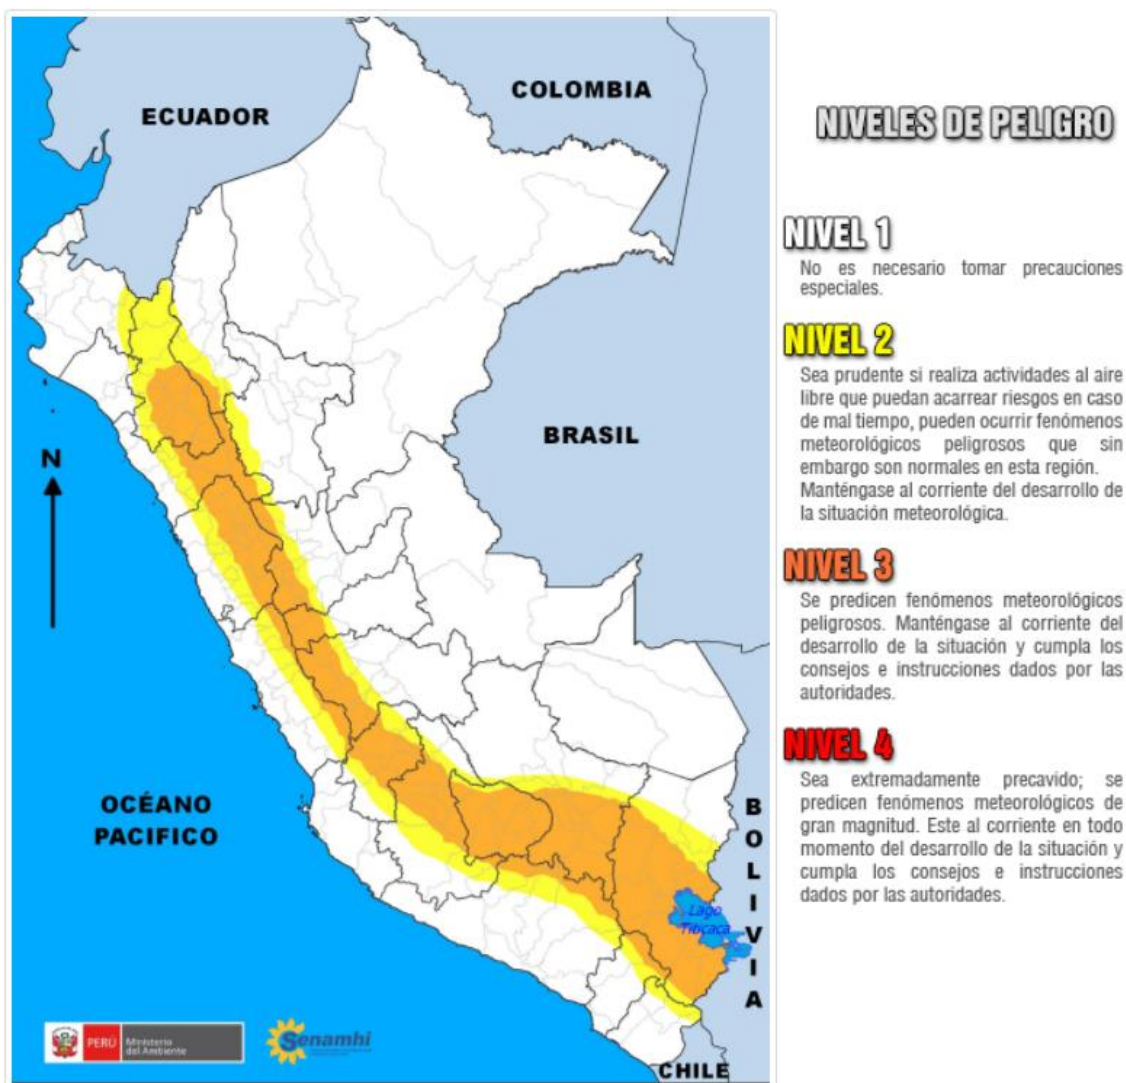 ECUADOR
COLOMBIA
BRASIL
N
OCÉANO
PACIFICO
BOLIVIA
Lago
Titicaca
CHILE
PERÚ
Ministerio
del Ambiente
Senamhi
NIVELES DE PELIGRO
NIVEL 1
No es necesario tomar precauciones
especiales.
NIVEL 2
Sea prudente si realiza actividades al aire
libre que puedan acarrear riesgos en caso
de mal tiempo, pueden ocurrir fenómenos
meteorológicos peligrosos que sin
embargo son normales en esta región.
Manténgase al corriente del desarrollo de
la situación meteorológica.
NIVEL 3
Se predicen fenómenos meteorológicos
peligrosos. Manténgase al corriente del
desarrollo de la situación y cumpla los
consejos e instrucciones dados por las
autoridades.
NIVEL 4
Sea extremadamente precavido; se
predicen fenómenos meteorológicos de
gran magnitud. Este al corriente en todo
momento del desarrollo de la situación y
cumpla los consejos e instrucciones
dados por las autoridades.